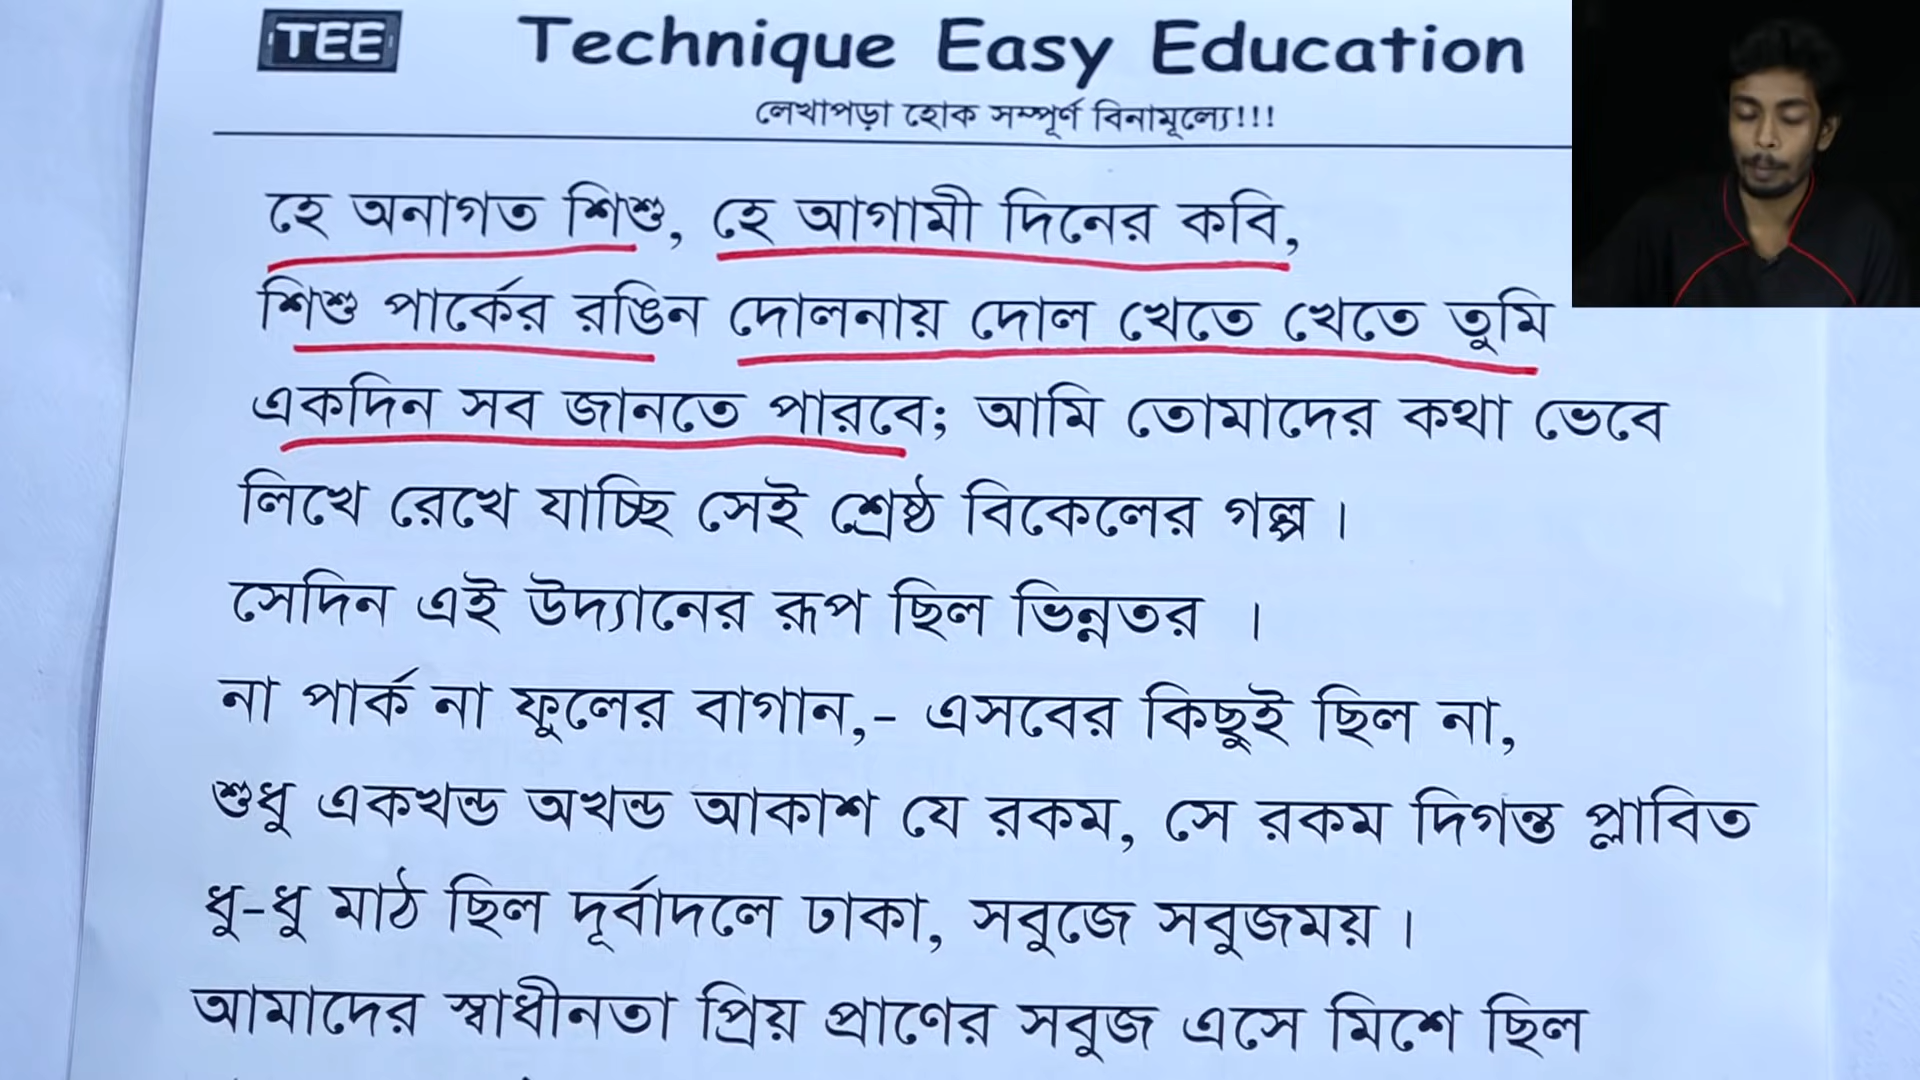 TEE Technique Easy Education
লেখাপড়া হোক সম্পূর্ণ বিনামূল্যে!!!
হে অনাগত শিশু, হে আগামী দিনের কবি,
শিশু পার্কের রঙিন দোলনায় দোল খেতে খেতে তুমি
একদিন সব জানতে পারবে; আমি তোমাদের কথা ভেবে
লিখে রেখে যাচ্ছি সেই শ্রেষ্ঠ বিকেলের গল্প।
সেদিন এই উদ্যানের রূপ ছিল ভিন্নতর ।
না পার্ক না ফুলের বাগান,- এসবের কিছুই ছিল না,
শুধু একখন্ড অখন্ড আকাশ যে রকম, সে রকম দিগন্ত প্লাবিত
ধু-ধু মাঠ ছিল দূর্বাদলে ঢাকা, সবুজে সবুজময়।
আমাদের স্বাধীনতা প্রিয় প্রাণের সবুজ এসে মিশে ছিল